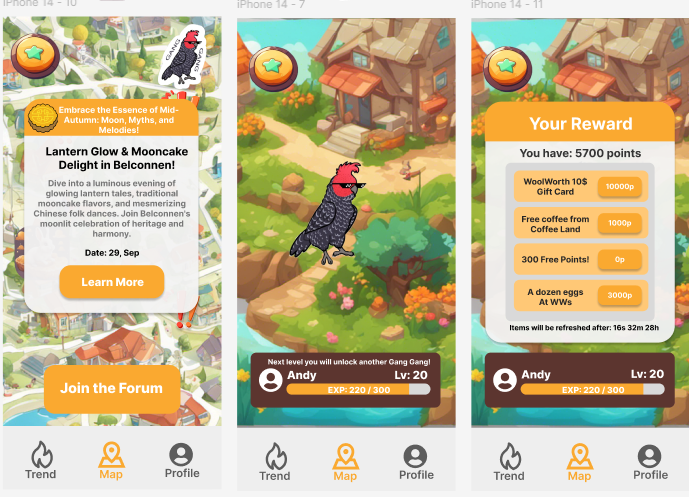 iPhone 14 - 10
iPhone 14 - 7
iPhone 14 - 11
GANG
GANG
Embrace the Essence of Mid-
Autumn: Moon, Myths, and
Melodies!
Lantern Glow & Mooncake
Delight in Belconnen!
Dive into a luminous evening of
glowing lantern tales, traditional
mooncake flavors, and mesmerizing
Chinese folk dances. Join Belconnen's
moonlit celebration of heritage and
harmony.
Date: 29, Sep
Learn More
Join the Forum
Trend
Map
Profile
Next level you will unlock another Gang Gang!
Andy
Lv: 20
EXP: 220 / 300
Trend
Map
Profile
Your Reward
You have: 5700 points
WoolWorth 10$
Gift Card
10000p
Free coffee from
Coffee Land
1000p
300 Free Points!
0p
A dozen eggs
At WWs
3000p
Items will be refreshed after: 16s 32m 28h
Andy
Lv: 20
EXP: 220 / 300
Trend
Map
Profile